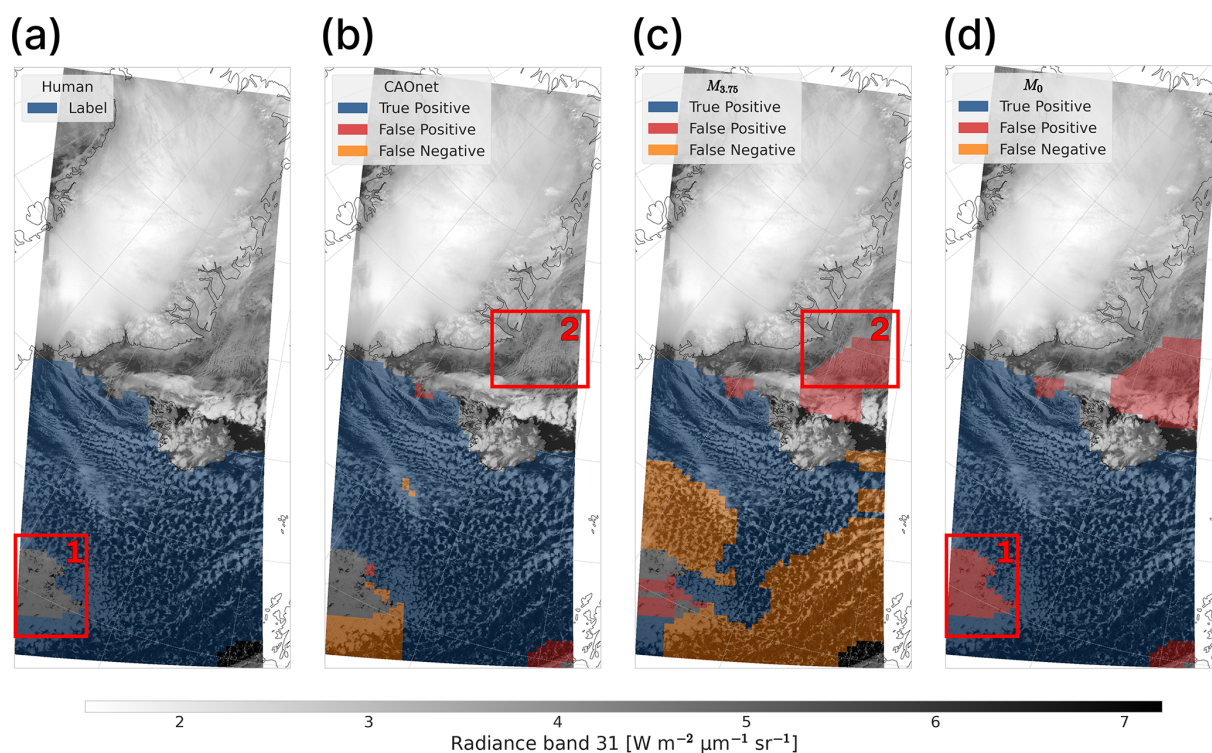 (a) (b) (c) (d)
Human
Label
CAOnet
True Positive
False Positive
False Negative
M3.75
True Positive
False Positive
False Negative
M0
True Positive
False Positive
False Negative
2
2
1
1
2 3 4 5 6 7
Radiance band 31 [W m−2 µm−1 sr−1]